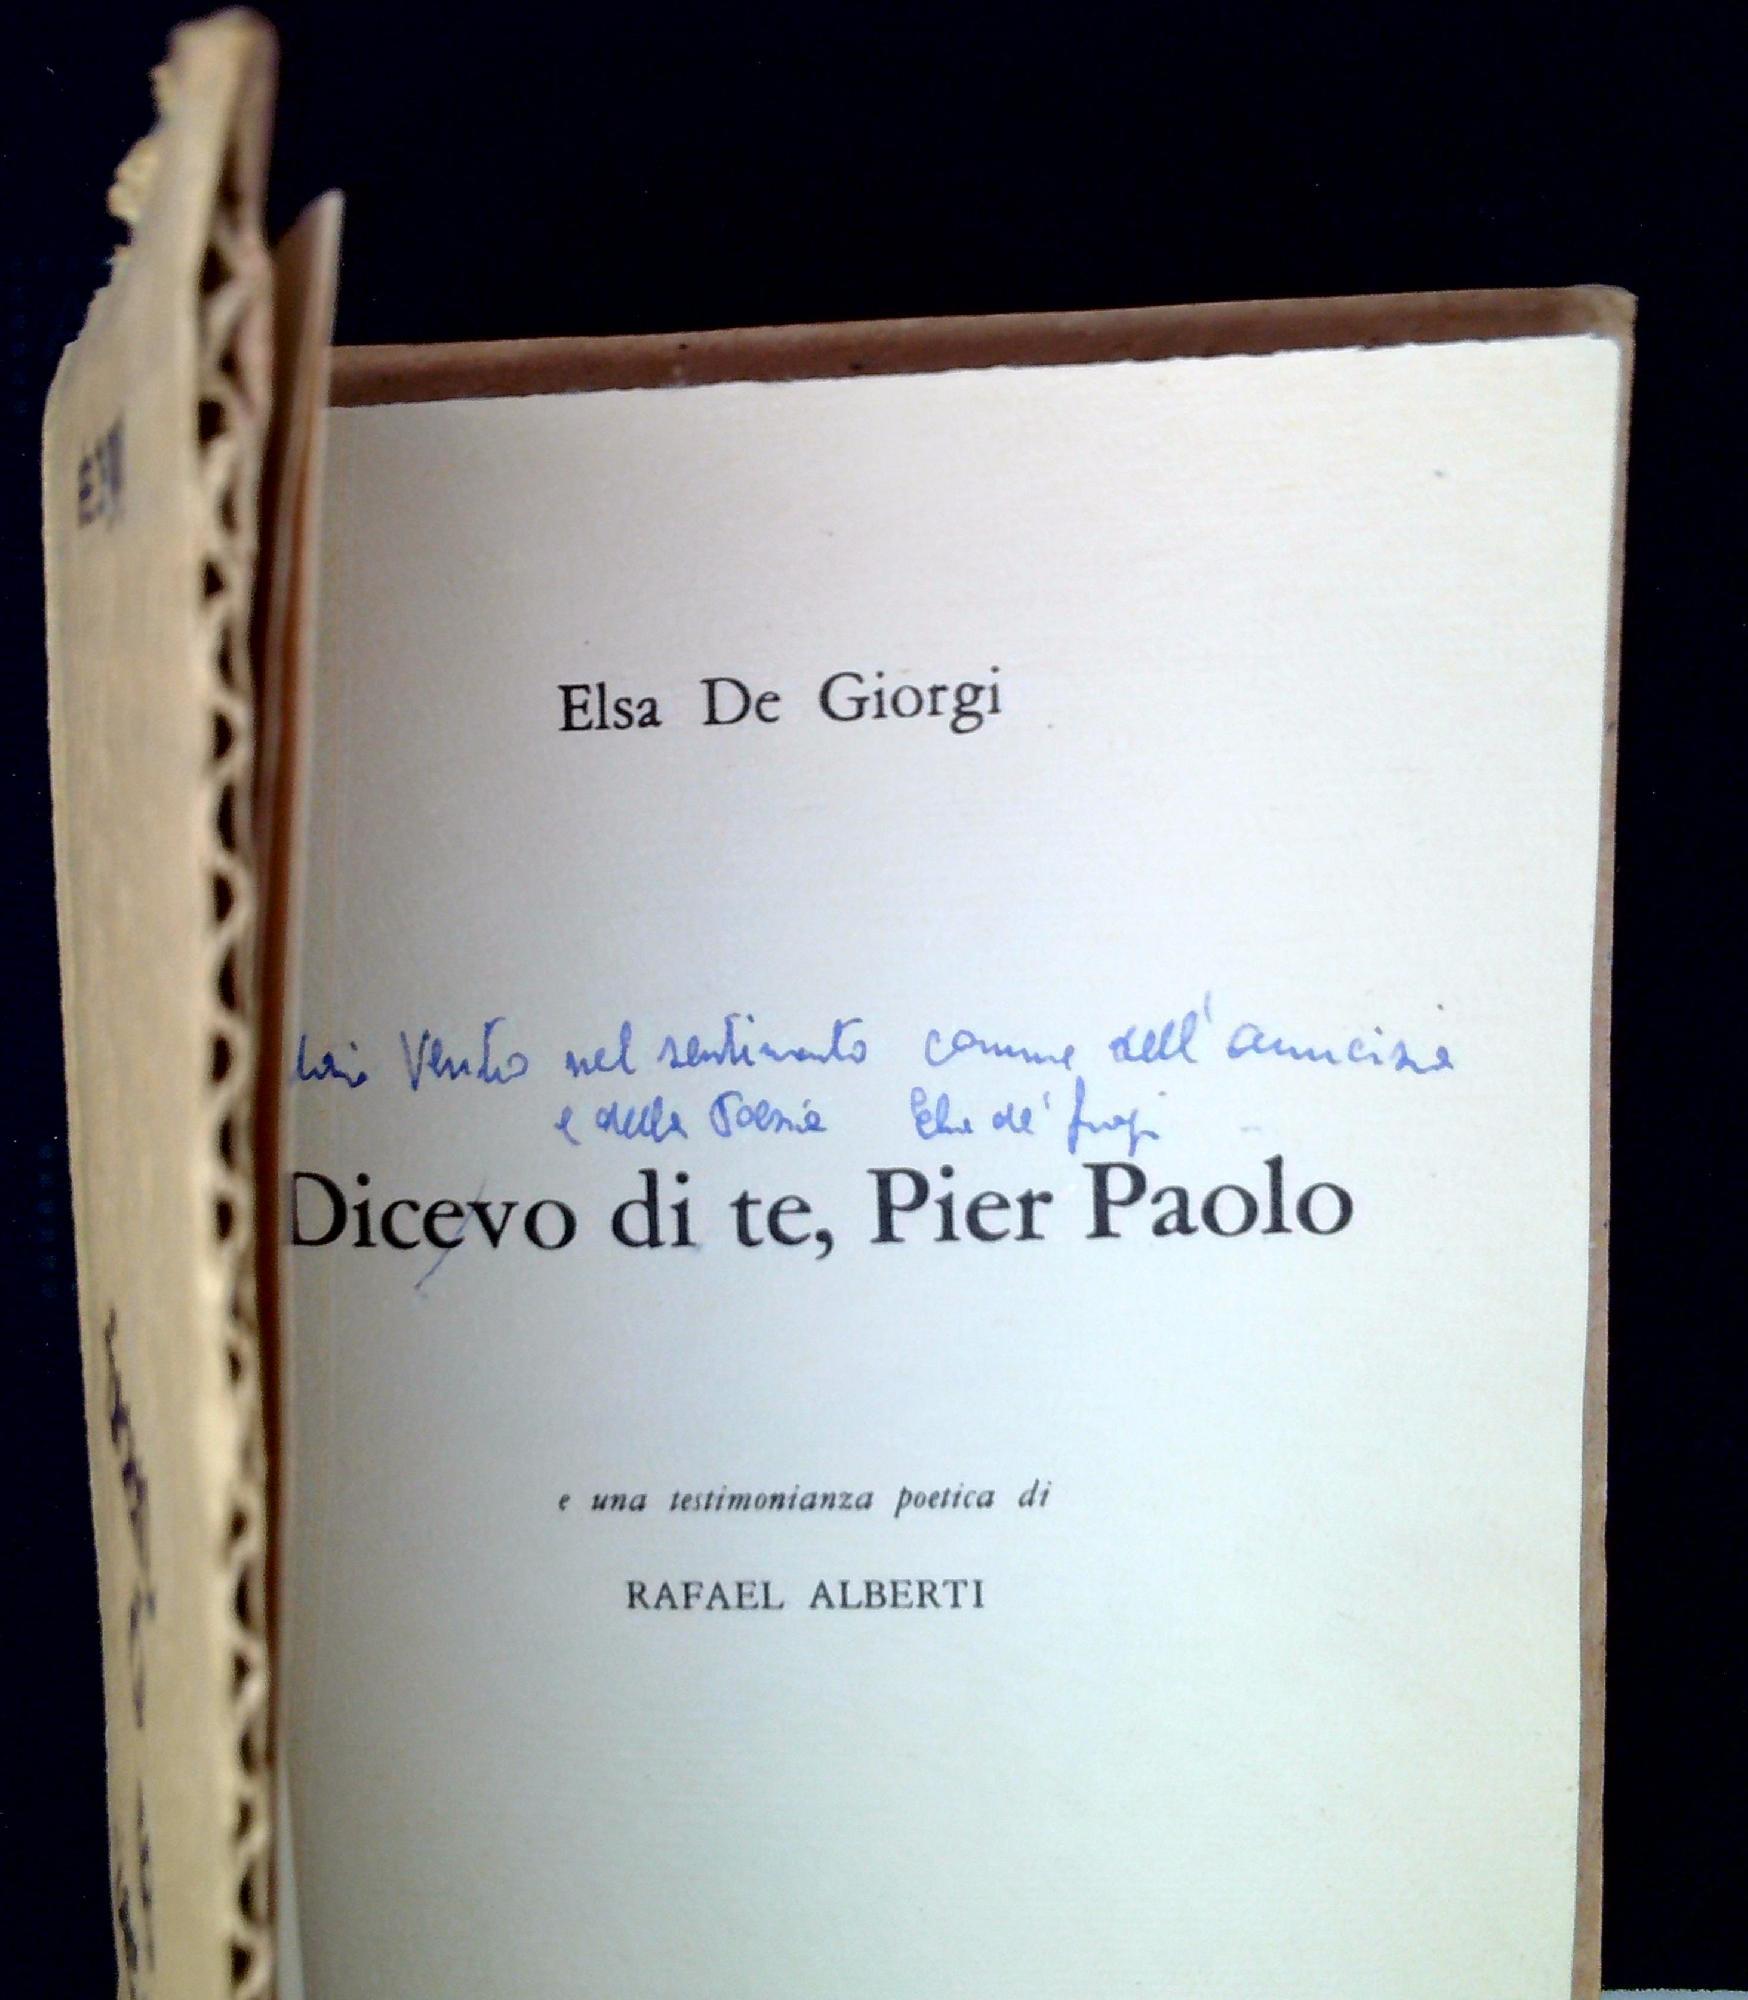 Elsa De Giorgi
Vento nel sentimento comune dell'amicizia
e della Poesia Elsa de' Giorgi
Dicevo di te, Pier Paolo
e una testimonianza poetica di
RAFAEL ALBERTI